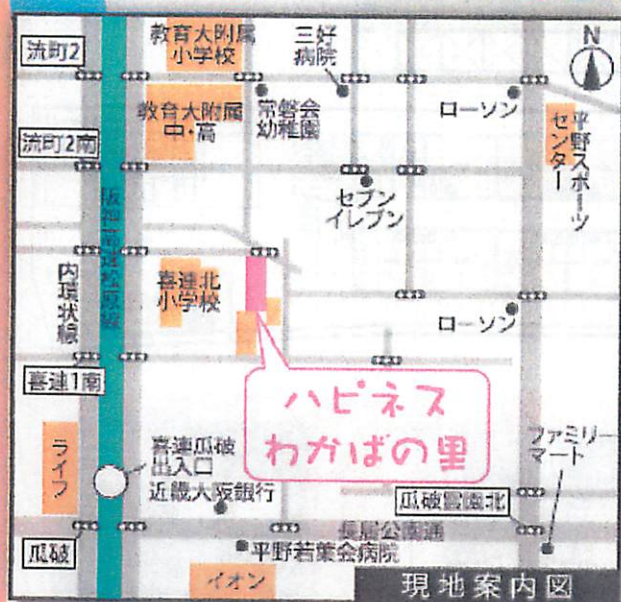 流町2
教育大附属
小学校
三好
病院
N
教育大附属
中・高
常磐会
幼稚園
ローソン
平野スポーツ
センター
流町2南
セブン
イレブン
阪神高速松原線
内環状線
喜連北
小学校
ローソン
喜連1南
ハピネス
わかばの里
ライフ
喜連瓜破
出入口
近畿大阪銀行
ファミリー
マート
瓜破霊園北
長居公園通
瓜破
平野若葉会病院
イオン
現地案内図